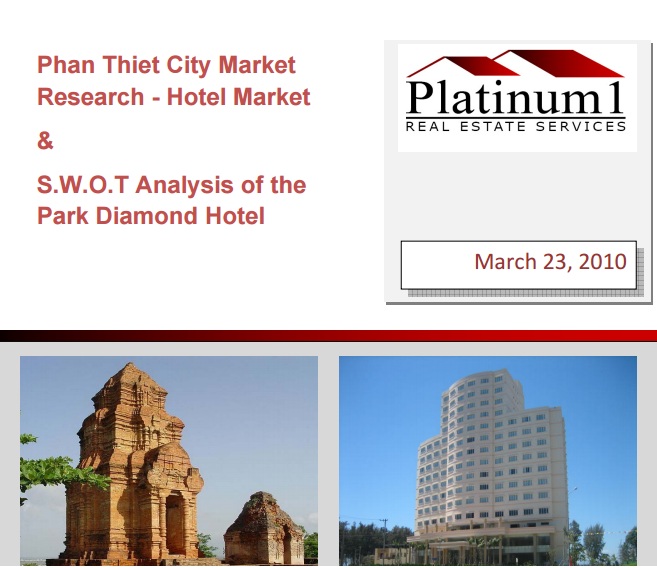 Phan Thiet City Market
Research - Hotel Market
&
S.W.O.T Analysis of the
Park Diamond Hotel
Platinum1
REAL ESTATE SERVICES
March 23, 2010